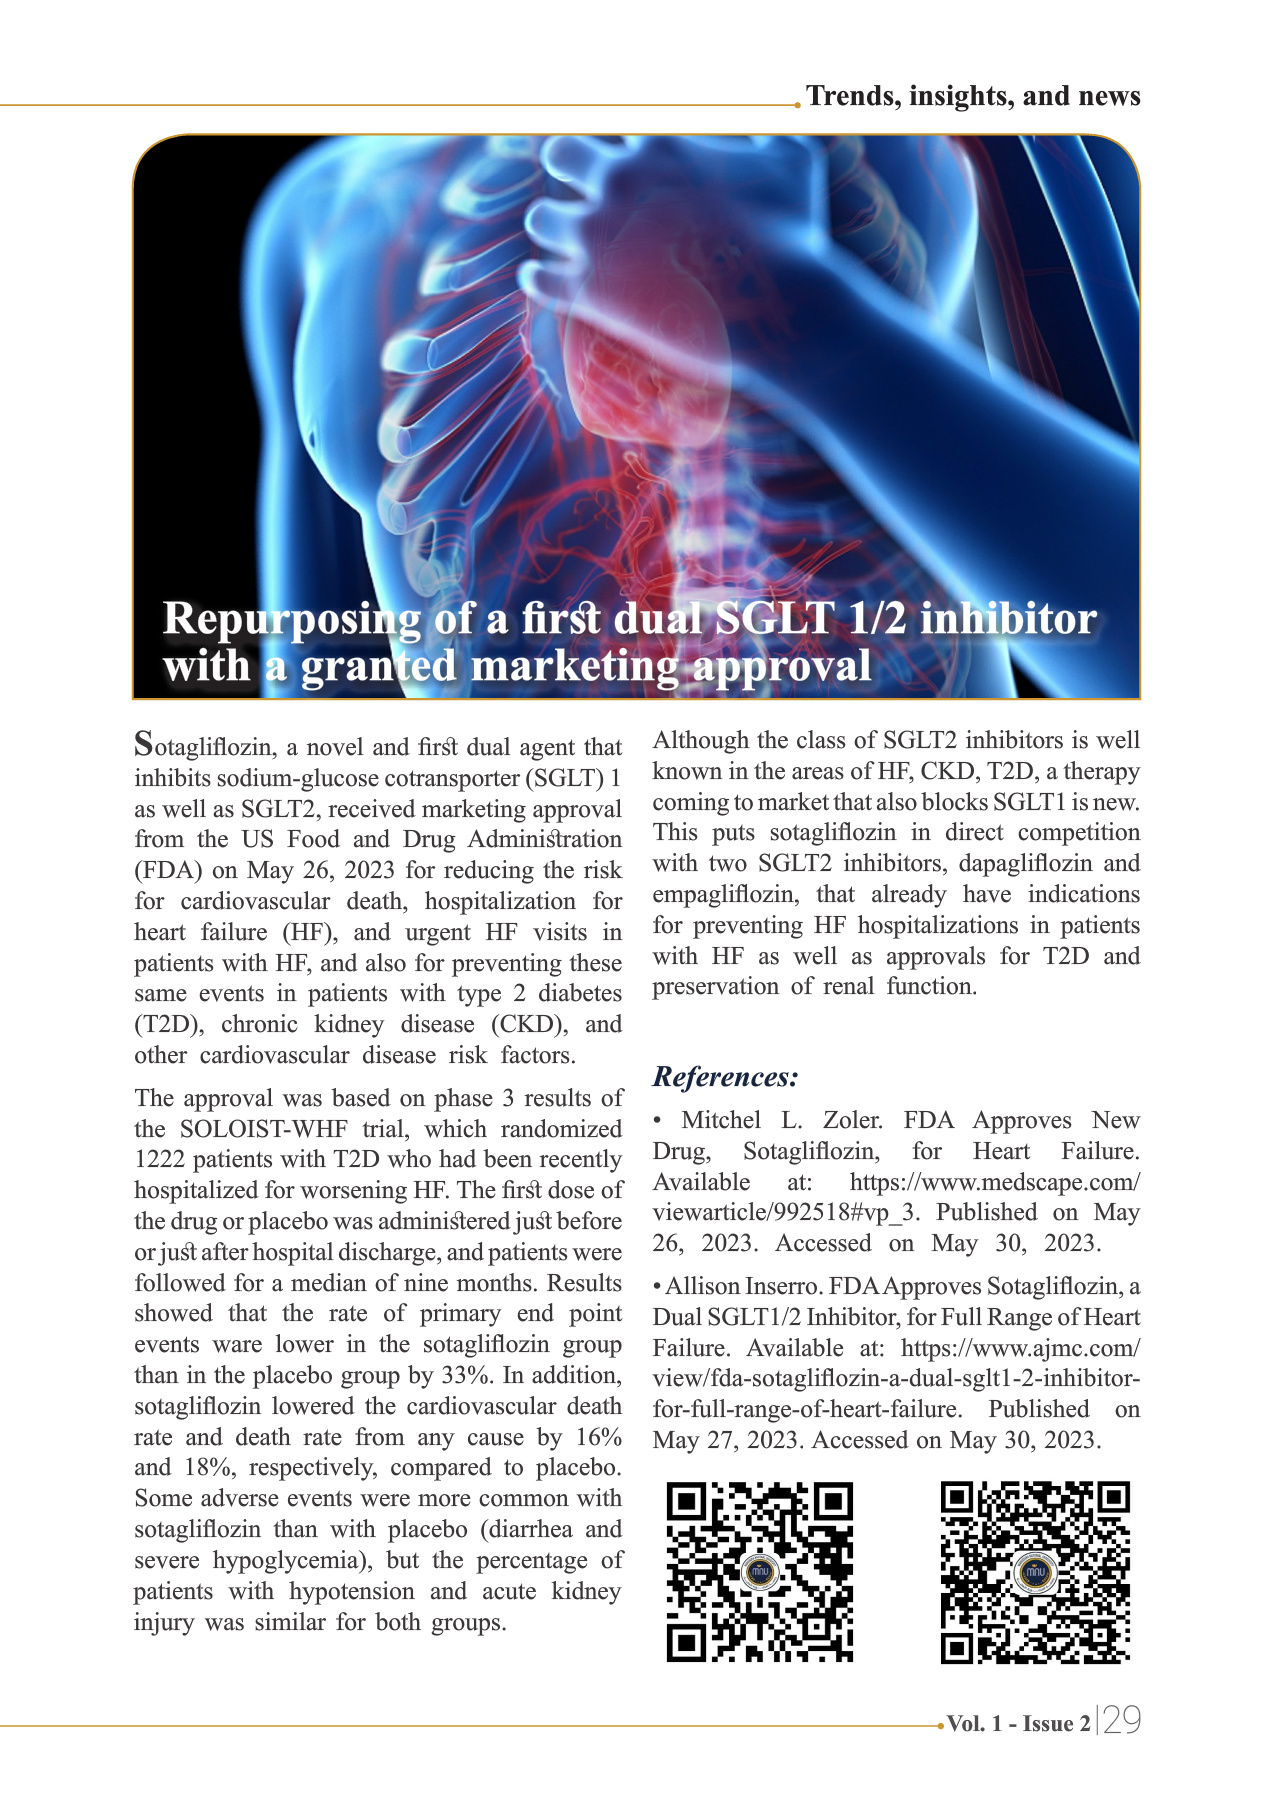 Trends, insights, and news
Repurposing of a first dual SGLT 1/2 inhibitor
with a granted marketing approval
Sotagliflozin, a novel and first dual agent that
inhibits sodium-glucose cotransporter (SGLT) 1
as well as SGLT2, received marketing approval
from the US Food and Drug Administration
(FDA) on May 26, 2023 for reducing the risk
for cardiovascular death, hospitalization for
heart failure (HF), and urgent HF visits in
patients with HF, and also for preventing these
same events in patients with type 2 diabetes
(T2D), chronic kidney disease (CKD), and
other cardiovascular disease risk factors.
The approval was based on phase 3 results of
the SOLOIST-WHF trial, which randomized
1222 patients with T2D who had been recently
hospitalized for worsening HF. The first dose of
the drug or placebo was administered just before
or just after hospital discharge, and patients were
followed for a median of nine months. Results
showed that the rate of primary end point
events ware lower in the sotagliflozin group
than in the placebo group by 33%. In addition,
sotagliflozin lowered the cardiovascular death
rate and death rate from any cause by 16%
and 18%, respectively, compared to placebo.
Some adverse events were more common with
sotagliflozin than with placebo (diarrhea and
severe hypoglycemia), but the percentage of
patients with hypotension and acute kidney
injury was similar for both groups.
Although the class of SGLT2 inhibitors is well
known in the areas of HF, CKD, T2D, a therapy
coming to market that also blocks SGLT1 is new.
This puts sotagliflozin in direct competition
with two SGLT2 inhibitors, dapagliflozin and
empagliflozin, that already have indications
for preventing HF hospitalizations in patients
with HF as well as approvals for T2D and
preservation of renal function.
References:
• Mitchel L. Zoler. FDA Approves New
Drug, Sotagliflozin, for Heart Failure.
Available at: https://www.medscape.com/
viewarticle/992518#vp_3. Published on May
26, 2023. Accessed on May 30, 2023.
• Allison Inserro. FDA Approves Sotagliflozin, a
Dual SGLT1/2 Inhibitor, for Full Range of Heart
Failure. Available at: https://www.ajmc.com/
view/fda-sotagliflozin-a-dual-sglt1-2-inhibitor-
for-full-range-of-heart-failure. Published on
May 27, 2023. Accessed on May 30, 2023.
mnu
mnu
Vol. 1 - Issue 2 | 29